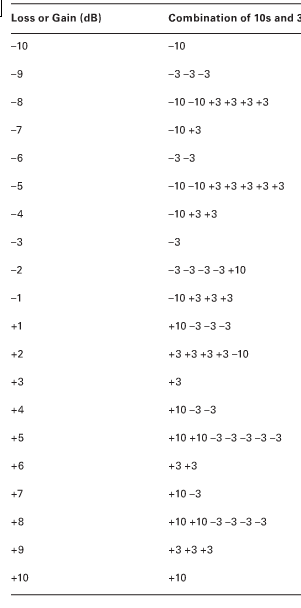 Loss or Gain (dB) Combination of 10s and 3
–10 –10
–9 –3 –3 –3
–8 –10 –10 +3 +3 +3 +3
–7 –10 +3
–6 –3 –3
–5 –10 –10 +3 +3 +3 +3 +3
–4 –10 +3 +3
–3 –3
–2 –3 –3 –3 –3 +10
–1 –10 +3 +3 +3
+1 +10 –3 –3 –3
+2 +3 +3 +3 +3 –10
+3 +3
+4 +10 –3 –3
+5 +10 +10 –3 –3 –3 –3 –3
+6 +3 +3
+7 +10 –3
+8 +10 +10 –3 –3 –3 –3
+9 +3 +3 +3
+10 +10